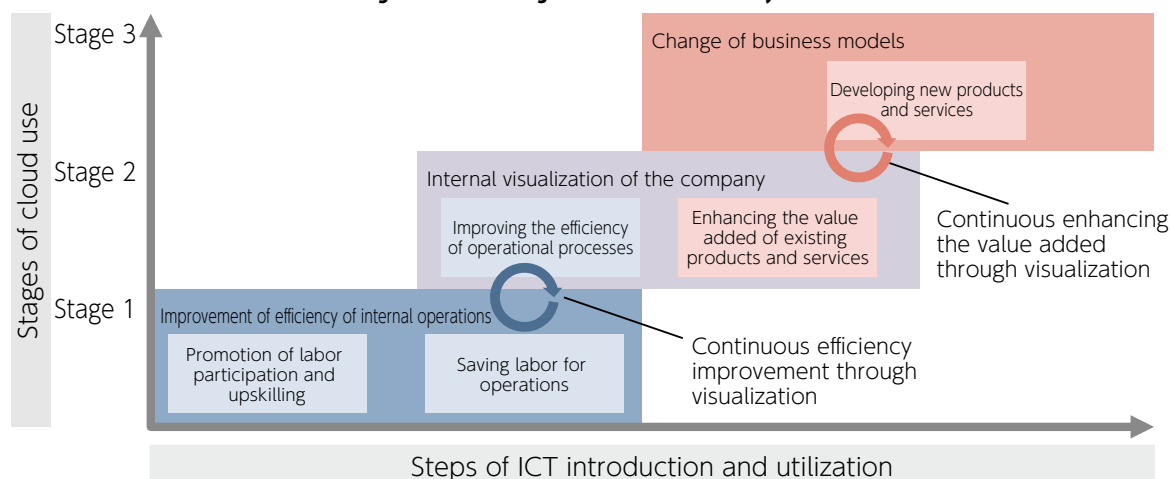 Stage 3
Stage 2
Stage 1
Stages of cloud use
Change of business models
Developing new products
and services
Internal visualization of the company
Improving the efficiency
of operational processes
Enhancing the value
added of existing
products and services
Continuous enhancing
the value added
through visualization
Improvement of efficiency of internal operations
Promotion of labor
participation and
upskilling
Saving labor for
operations
Continuous efficiency
improvement through
visualization
Steps of ICT introduction and utilization